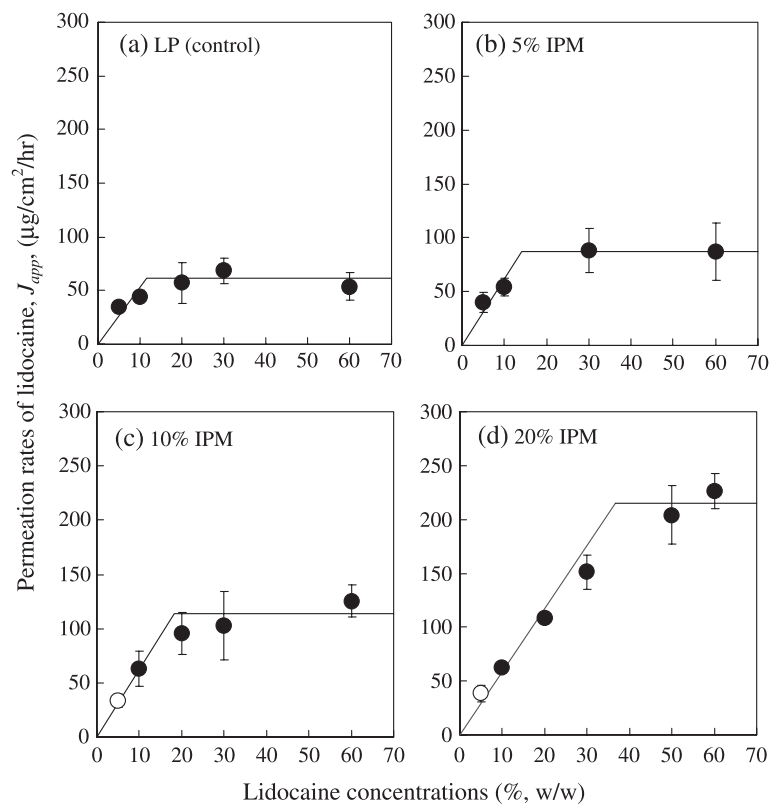 Permeation rates of lidocaine, J_app, (μg/cm²/hr)
(a) LP (control)
300
250
200
150
100
50
0
0 10 20 30 40 50 60 70
(b) 5% IPM
300
250
200
150
100
50
0
0 10 20 30 40 50 60 70
(c) 10% IPM
300
250
200
150
100
50
0
0 10 20 30 40 50 60 70
(d) 20% IPM
300
250
200
150
100
50
0
0 10 20 30 40 50 60 70
Lidocaine concentrations (%, w/w)